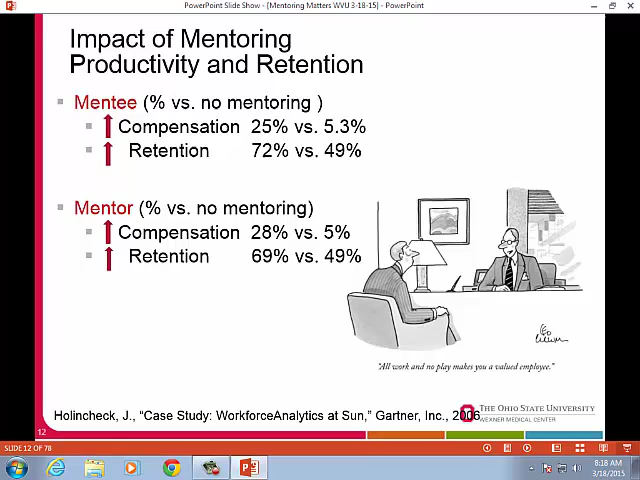 PowerPoint Slide Show - [Mentoring Matters WVU 3-18-15] - PowerPoint
Impact of Mentoring
Productivity and Retention
Mentee (% vs. no mentoring )
Compensation 25% vs. 5.3%
Retention 72% vs. 49%
Mentor (% vs. no mentoring)
Compensation 28% vs. 5%
Retention 69% vs. 49%
"All work and no play makes you a valued employee."
Holincheck, J., "Case Study: WorkforceAnalytics at Sun," Gartner, Inc., 2006
THE OHIO STATE UNIVERSITY
WEXNER MEDICAL CENTER
12
SLIDE 12 OF 78
8:18 AM
3/18/2015